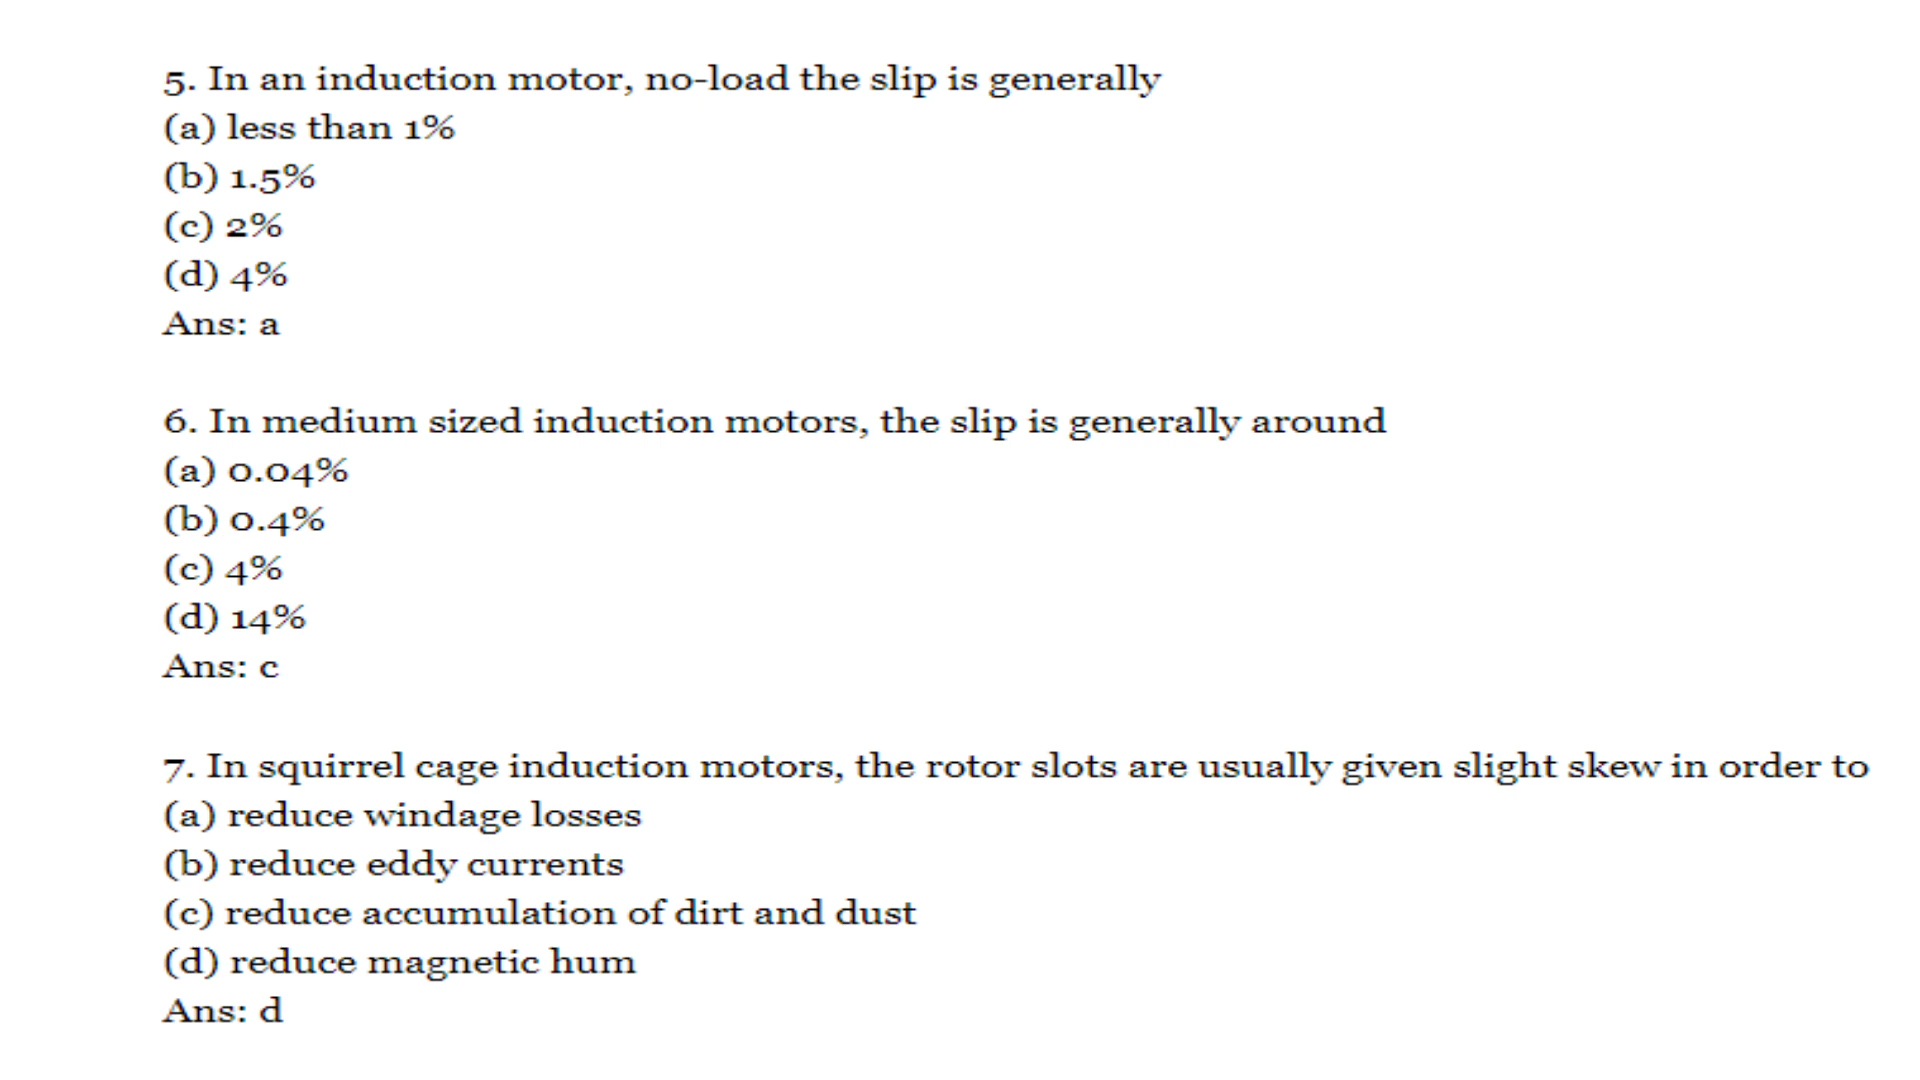 5. In an induction motor, no-load the slip is generally
(a) less than 1%
(b) 1.5%
(c) 2%
(d) 4%
Ans: a
6. In medium sized induction motors, the slip is generally around
(a) 0.04%
(b) 0.4%
(c) 4%
(d) 14%
Ans: c
7. In squirrel cage induction motors, the rotor slots are usually given slight skew in order to
(a) reduce windage losses
(b) reduce eddy currents
(c) reduce accumulation of dirt and dust
(d) reduce magnetic hum
Ans: d